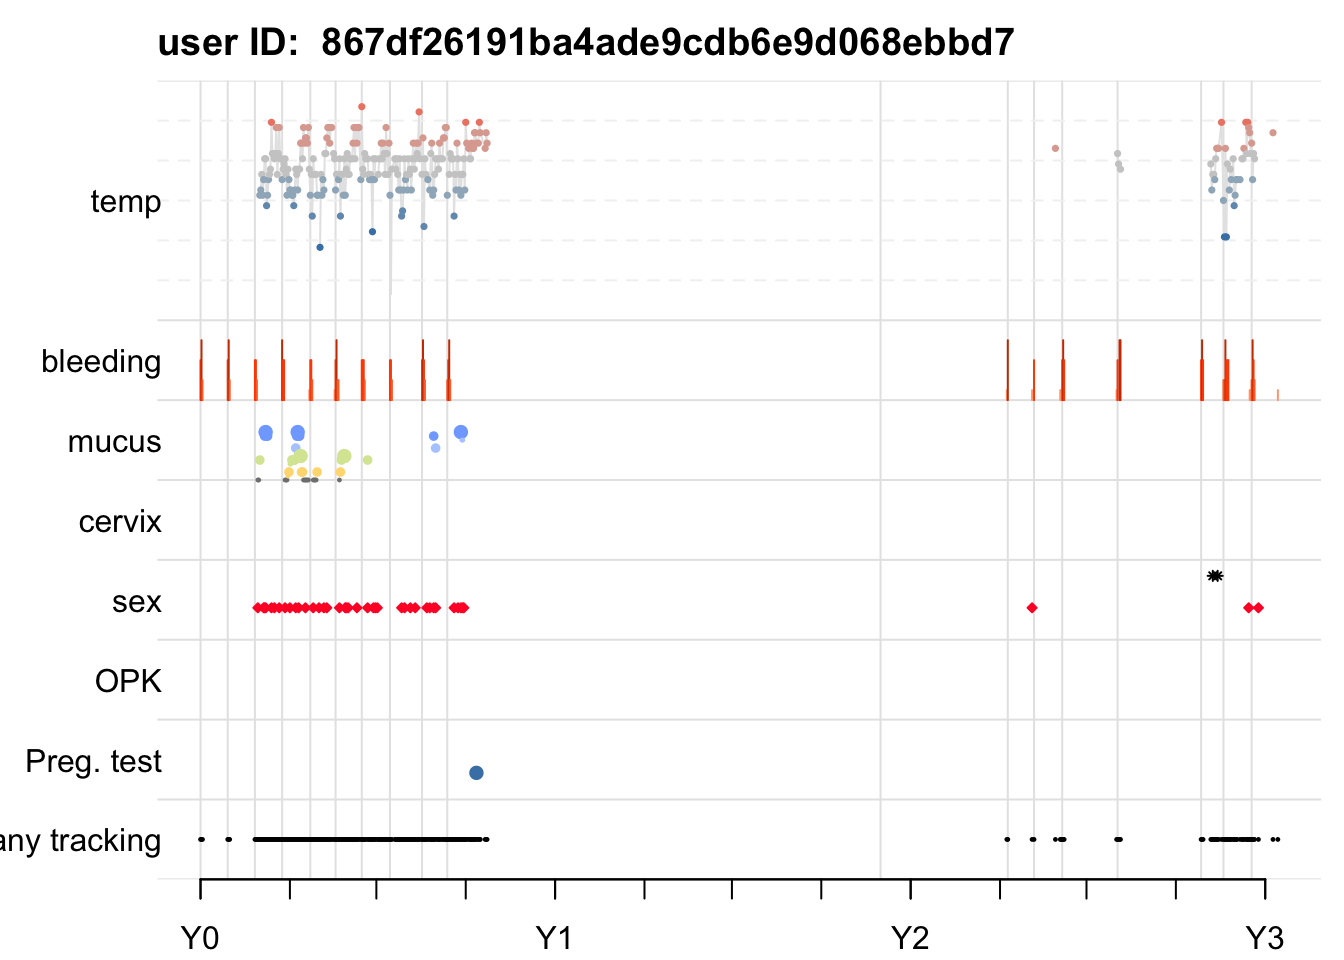 user ID:  867df26191ba4ade9cdb6e9d068ebbd7
temp
bleeding
mucus
cervix
sex
OPK
Preg. test
any tracking
Y0 Y1 Y2 Y3